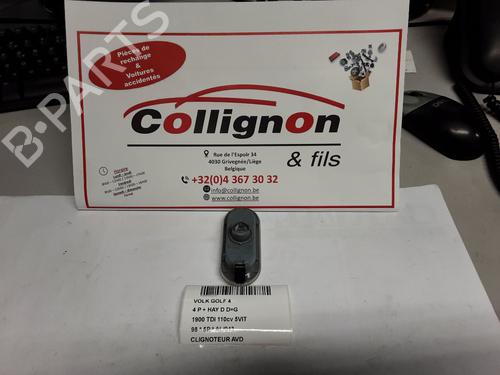 B-PARTS
Pièces de
rechange
&
Voitures
accidentés
Collignon
& fils
Rue de l'Espoir 34
4030 Grivegnée/Liège
Belgique
+32(0)4 367 30 32
info@collignon.be
www.collignon.be
Horaire
VOLK GOLF 4
4 P + HAY D D=G
1900 TDI 110cv 5VIT
CLIGNOTEUR AVD